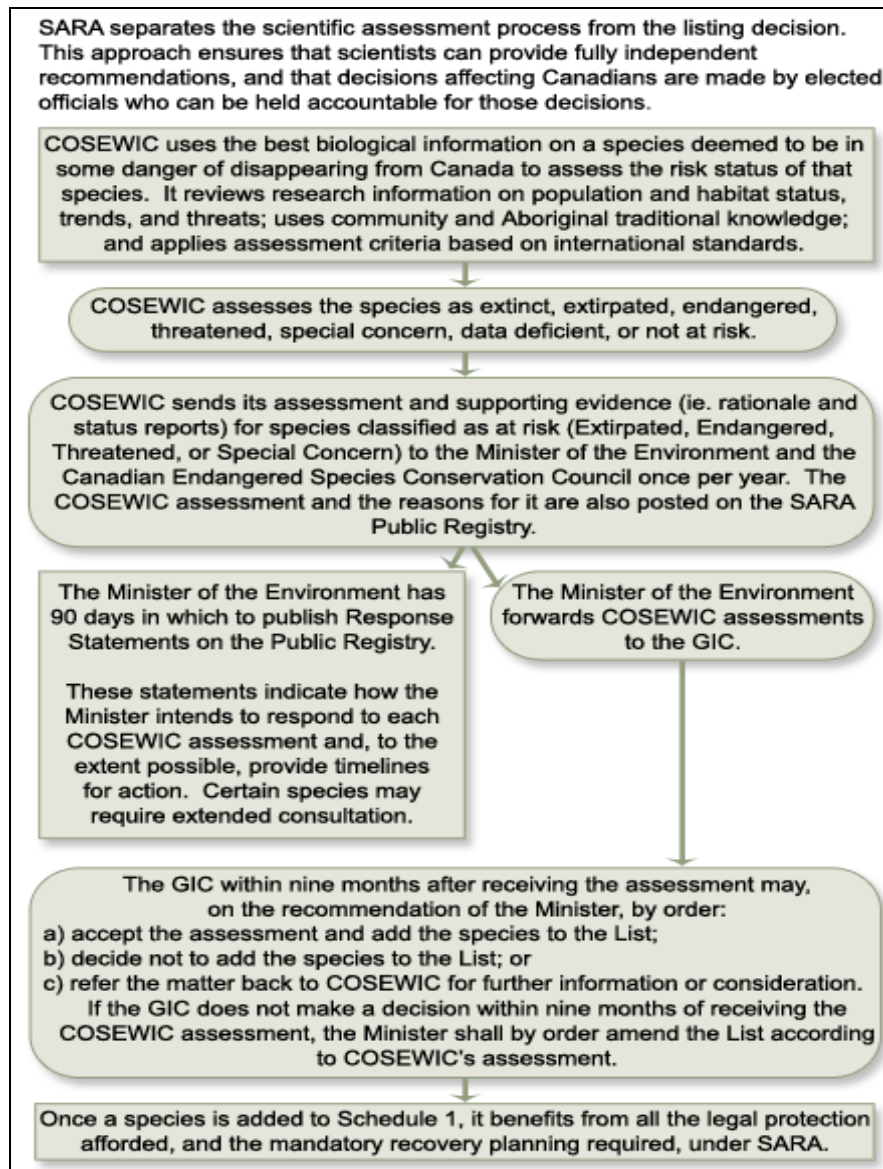 SARA separates the scientific assessment process from the listing decision.
This approach ensures that scientists can provide fully independent
recommendations, and that decisions affecting Canadians are made by elected
officials who can be held accountable for those decisions.
COSEWIC uses the best biological information on a species deemed to be in
some danger of disappearing from Canada to assess the risk status of that
species. It reviews research information on population and habitat status,
trends, and threats; uses community and Aboriginal traditional knowledge;
and applies assessment criteria based on international standards.
COSEWIC assesses the species as extinct, extirpated, endangered,
threatened, special concern, data deficient, or not at risk.
COSEWIC sends its assessment and supporting evidence (ie. rationale and
status reports) for species classified as at risk (Extirpated, Endangered,
Threatened, or Special Concern) to the Minister of the Environment and the
Canadian Endangered Species Conservation Council once per year. The
COSEWIC assessment and the reasons for it are also posted on the SARA
Public Registry.
The Minister of the Environment has
90 days in which to publish Response
Statements on the Public Registry.
These statements indicate how the
Minister intends to respond to each
COSEWIC assessment and, to the
extent possible, provide timelines
for action. Certain species may
require extended consultation.
The Minister of the Environment
forwards COSEWIC assessments
to the GIC.
The GIC within nine months after receiving the assessment may,
on the recommendation of the Minister, by order:
a) accept the assessment and add the species to the List;
b) decide not to add the species to the List; or
c) refer the matter back to COSEWIC for further information or consideration.
If the GIC does not make a decision within nine months of receiving the
COSEWIC assessment, the Minister shall by order amend the List according
to COSEWIC's assessment.
Once a species is added to Schedule 1, it benefits from all the legal protection
afforded, and the mandatory recovery planning required, under SARA.